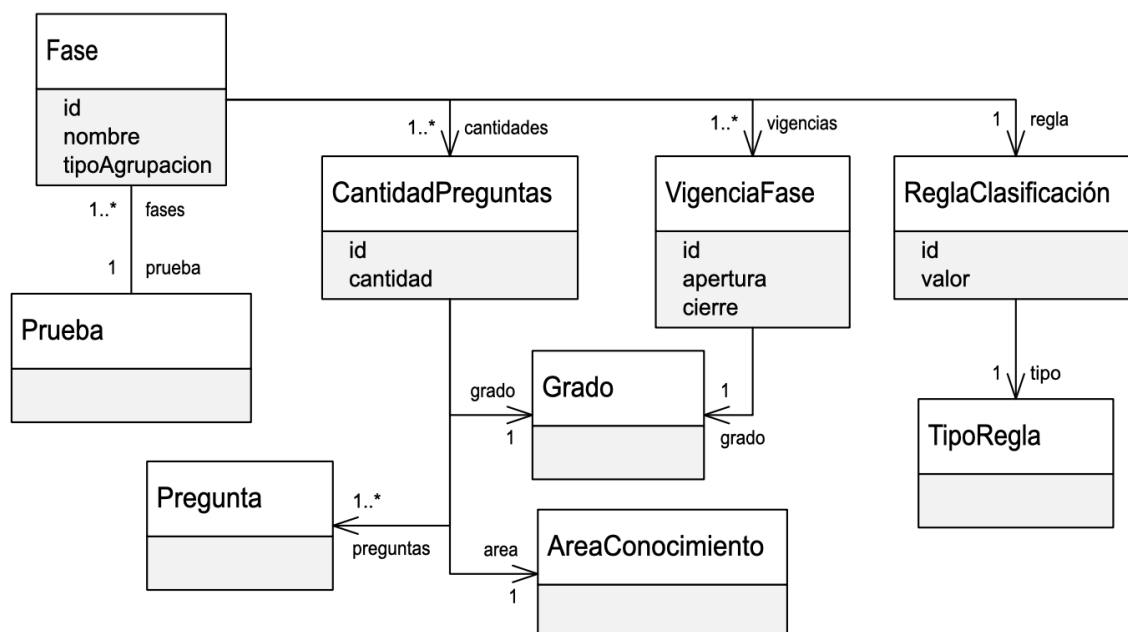 Fase
id
nombre
tipoAgrupacion
1..* cantidades
1..* vigencias
1 regla
CantidadPreguntas
id
cantidad
VigenciaFase
id
apertura
cierre
ReglaClasificación
id
valor
1..* fases
1 prueba
Prueba
grado
1
Grado
1
grado
1 tipo
TipoRegla
Pregunta
1..*
preguntas
area
1
AreaConocimiento